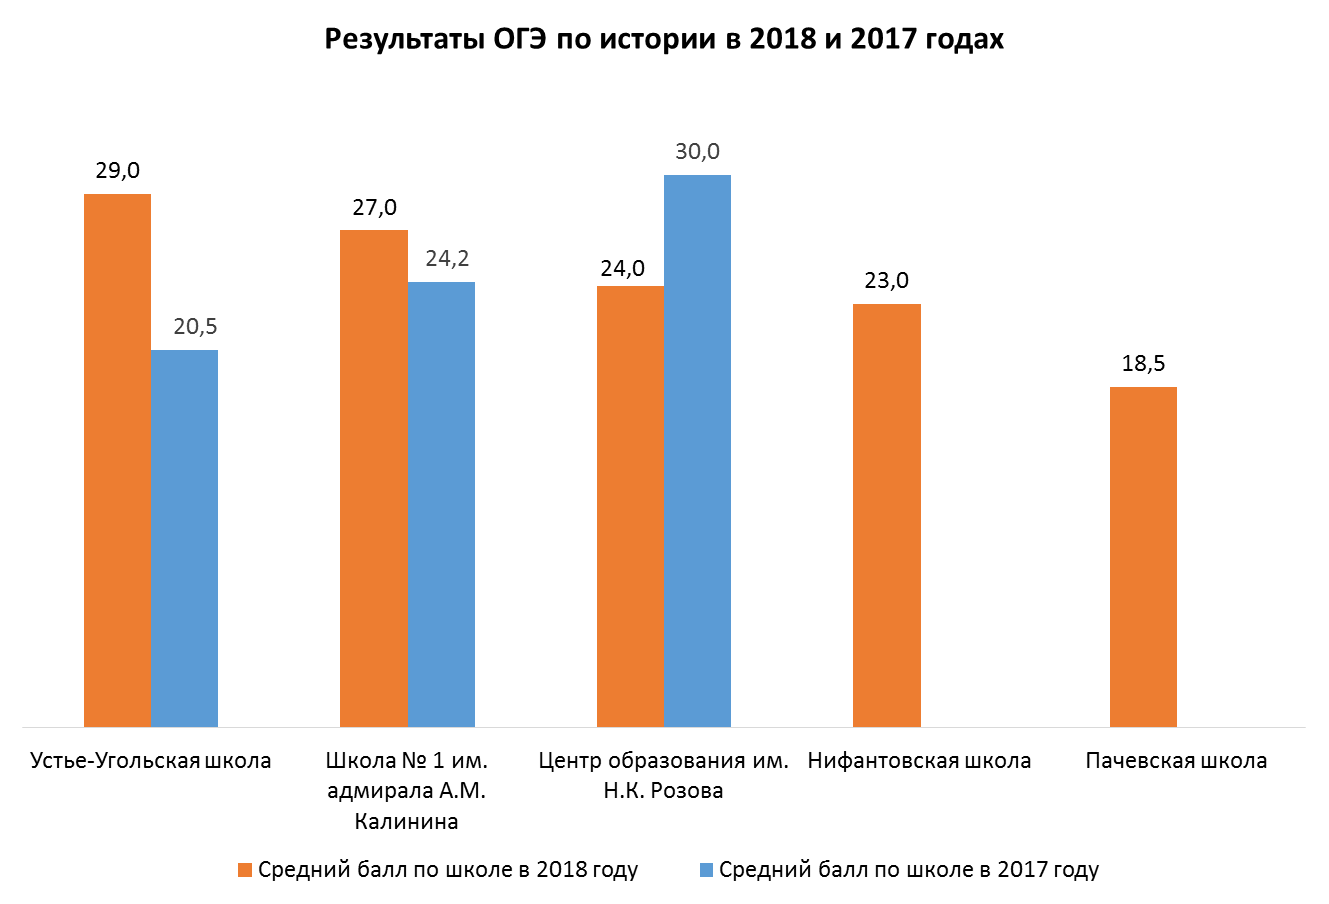 Результаты ОГЭ по истории в 2018 и 2017 годах
29,0
20,5
27,0
24,2
24,0
30,0
23,0
18,5
Устье-Угольская школа
Школа № 1 им.
адмирала А.М.
Калинина
Центр образования им.
Н.К. Розова
Нифантовская школа
Пачевская школа
Средний балл по школе в 2018 году
Средний балл по школе в 2017 году